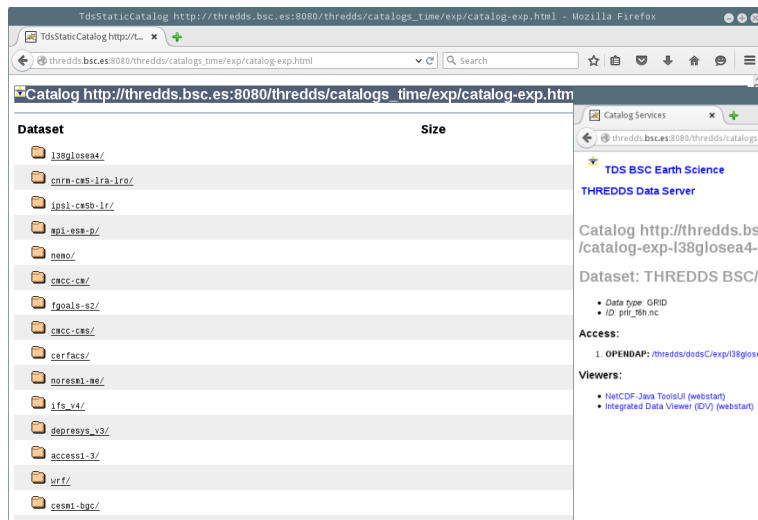 TdsStaticCatalog http://thredds.bsc.es:8080/thredds/catalogs_time/exp/catalog-exp.html - Mozilla Firefox
TdsStaticCatalog http://t...
thredds.bsc.es:8080/thredds/catalogs_time/exp/catalog-exp.html
Search
Catalog http://thredds.bsc.es:8080/thredds/catalogs_time/exp/catalog-exp.htm
Dataset Size
l38glosea4/
cnrm-cm5-lra-lro/
ipsl-cm5b-lr/
mpi-esm-p/
nemo/
cmcc-cm/
fgoals-s2/
cmcc-cms/
cerfacs/
noresm1-me/
ifs_v4/
depresys_v3/
access1-3/
wrf/
cesm1-bgc/
Catalog Services
thredds.bsc.es:8080/thredds/catalogs
TDS BSC Earth Science
THREDDS Data Server
Catalog http://thredds.bs
/catalog-exp-l38glosea4-
Dataset: THREDDS BSC/
Data type: GRID
ID: prlr_f6h.nc
Access:
1. OPENDAP: /thredds/dodsC/exp/l38glose
Viewers:
NetCDF-Java ToolsUI (webstart)
Integrated Data Viewer (IDV) (webstart)